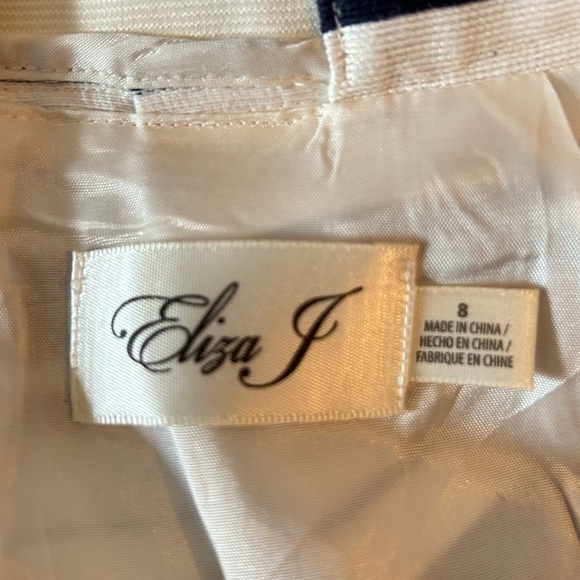 Eliza J
8
MADE IN CHINA /
HECHO EN CHINA /
FABRIQUE EN CHINE